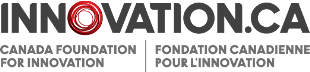 INNOVATION.CA
CANADA FOUNDATION
FOR INNOVATION
FONDATION CANADIENNE
POUR L'INNOVATION